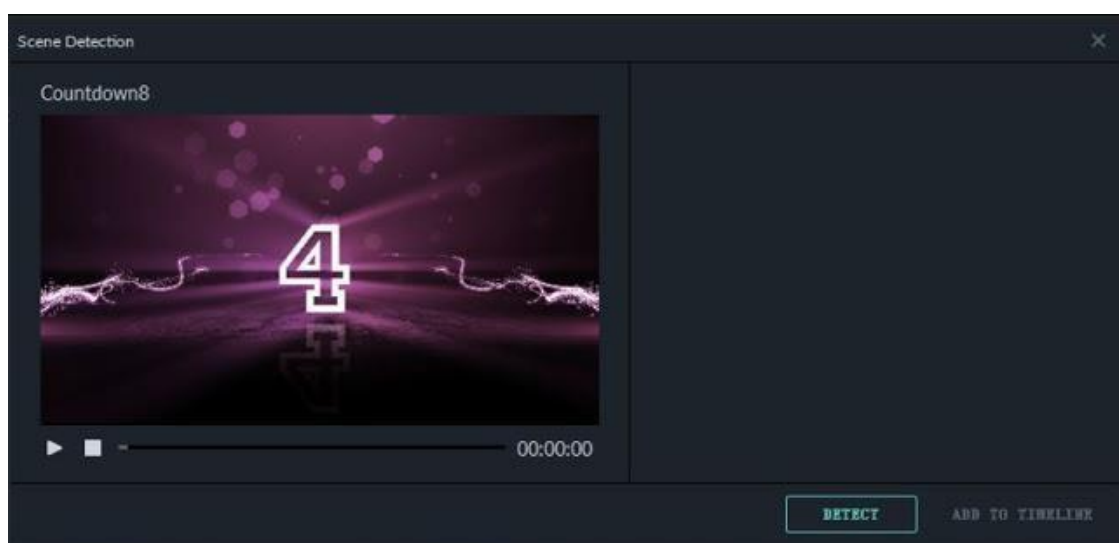 Scene Detection
Countdown8
4
00:00:00
DETECT
ADD TO TIMELINE